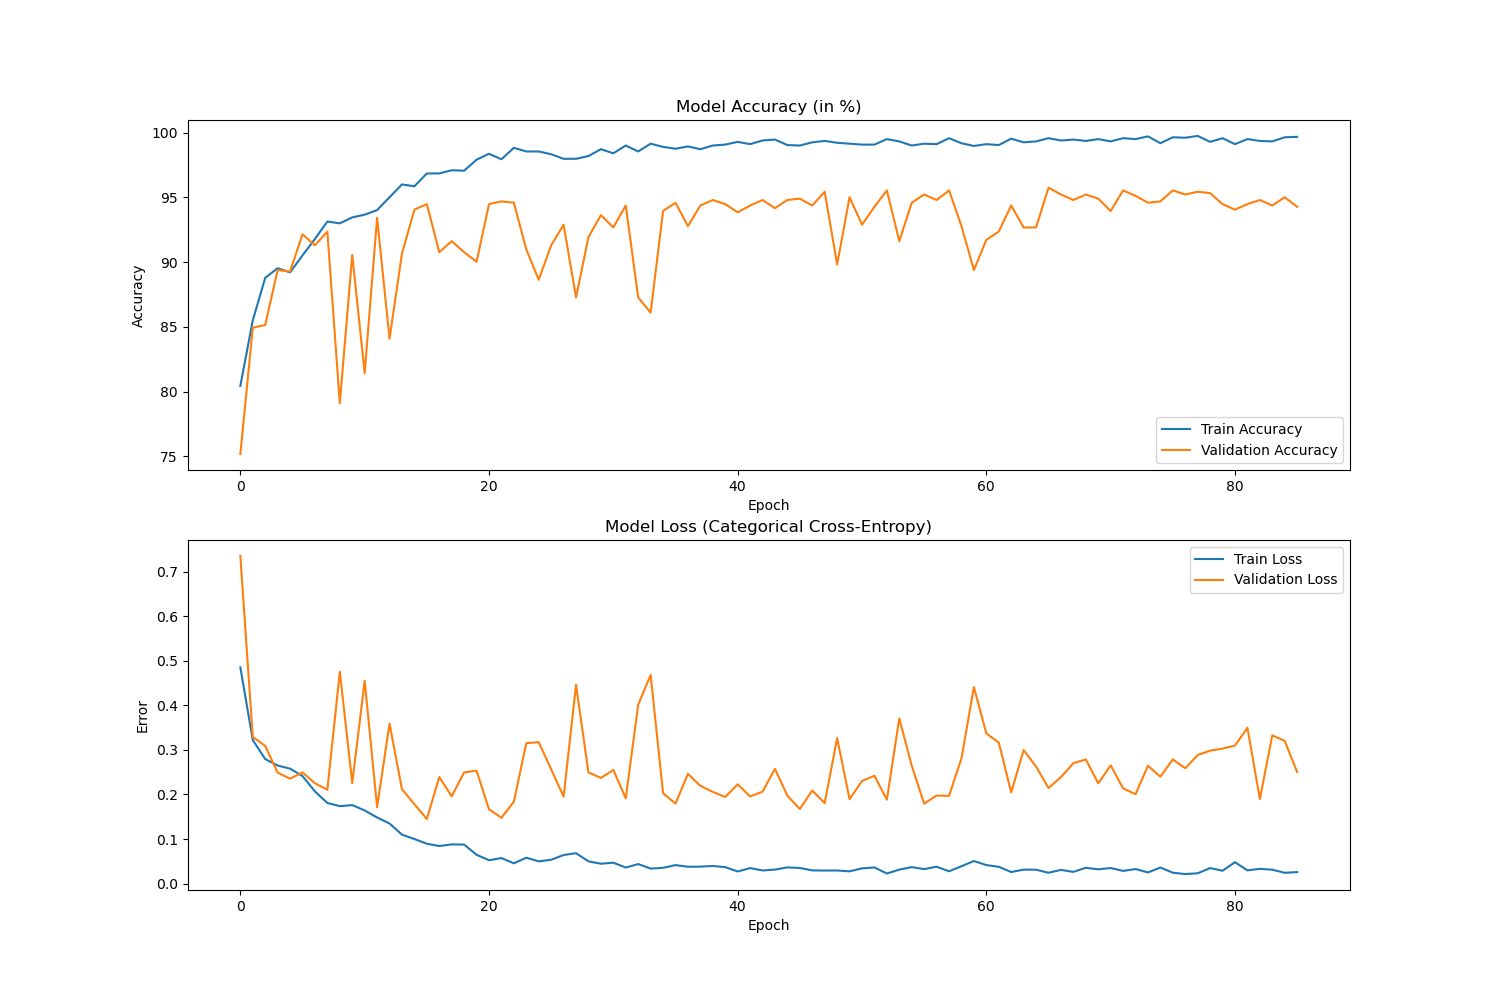 Model Accuracy (in %)
100
95
90
85
80
75
Accuracy
Train Accuracy
Validation Accuracy
0 20 40 60 80
Epoch
Model Loss (Categorical Cross-Entropy)
0.7
0.6
0.5
0.4
0.3
0.2
0.1
0.0
Error
Train Loss
Validation Loss
0 20 40 60 80
Epoch